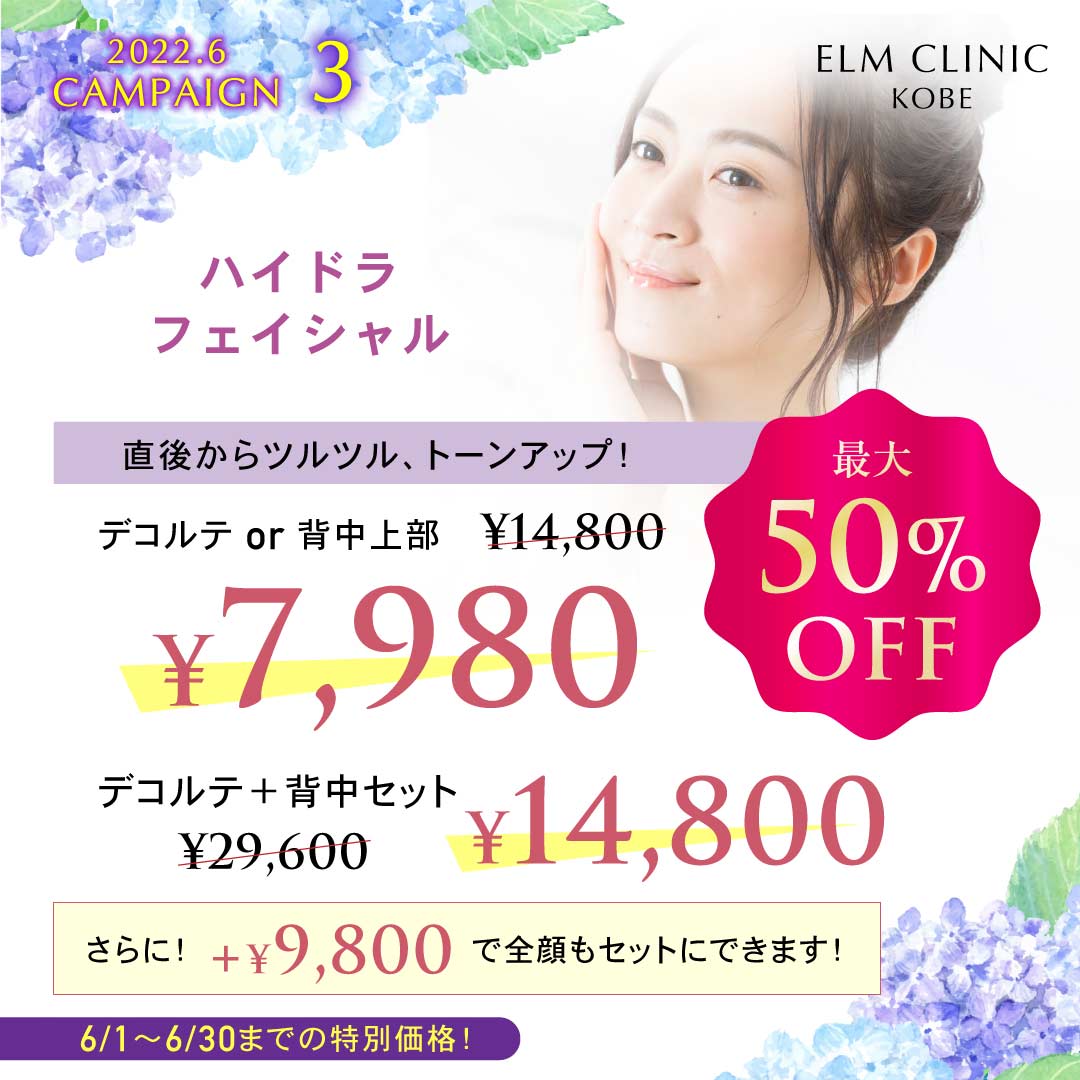 2022.6
CAMPAIGN 3
ELM CLINIC
KOBE
ハイドラ
フェイシャル
直後からツルツル、トーンアップ!
デコルテ or 背中上部 ¥14,800
¥7,980
最大
50%
OFF
デコルテ+背中セット
¥29,600
¥14,800
さらに! +¥9,800 で全顔もセットにできます!
6/1~6/30までの特別価格!